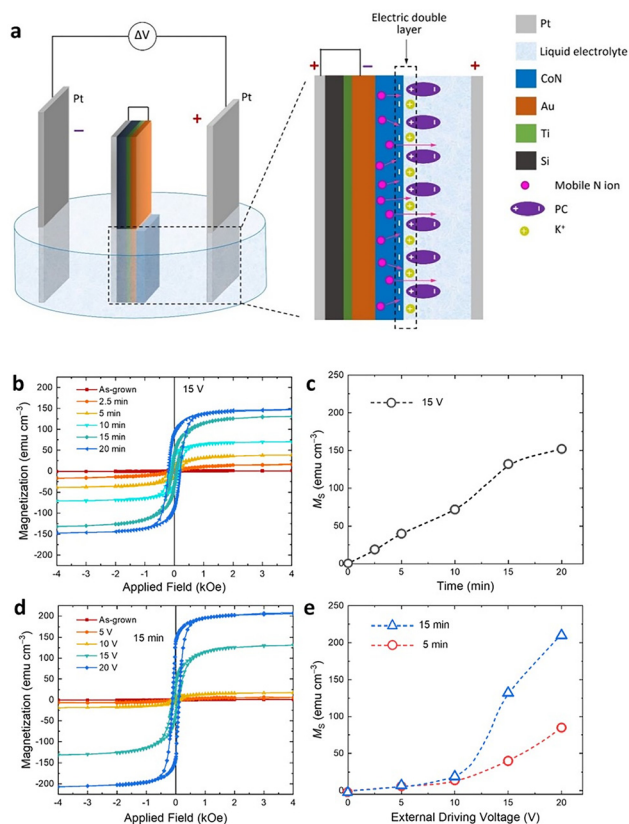 a
ΔV
Pt
−
+
Pt
Electric double
layer
+
−
+
Pt
Liquid electrolyte
CoN
Au
Ti
Si
Mobile N ion
PC
K⁺
b
As-grown
2.5 min
5 min
10 min
15 min
20 min
15 V
Magnetization (emu cm⁻³)
200
150
100
50
0
-50
-100
-150
-200
-4
-3
-2
-1
0
1
2
3
4
Applied Field (kOe)
c
15 V
Mₛ (emu cm⁻³)
200
150
100
50
0
0
5
10
15
20
Time (min)
d
As-grown
5 V
10 V
15 V
20 V
15 min
Magnetization (emu cm⁻³)
200
150
100
50
0
-50
-100
-150
-200
-4
-3
-2
-1
0
1
2
3
4
Applied Field (kOe)
e
15 min
5 min
Mₛ (emu cm⁻³)
250
200
150
100
50
0
0
5
10
15
20
External Driving Voltage (V)